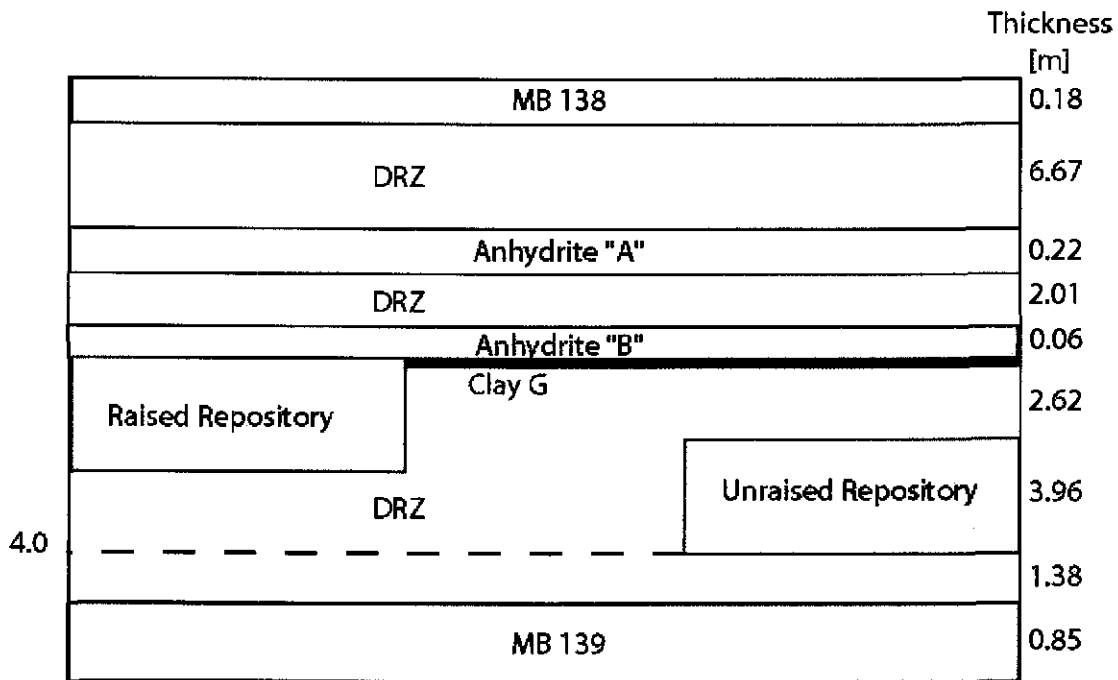 Thickness
[m]
MB 138
0.18
DRZ
6.67
Anhydrite "A"
0.22
DRZ
2.01
Anhydrite "B"
0.06
Clay G
2.62
Raised Repository
Unraised Repository
3.96
DRZ
4.0
1.38
MB 139
0.85